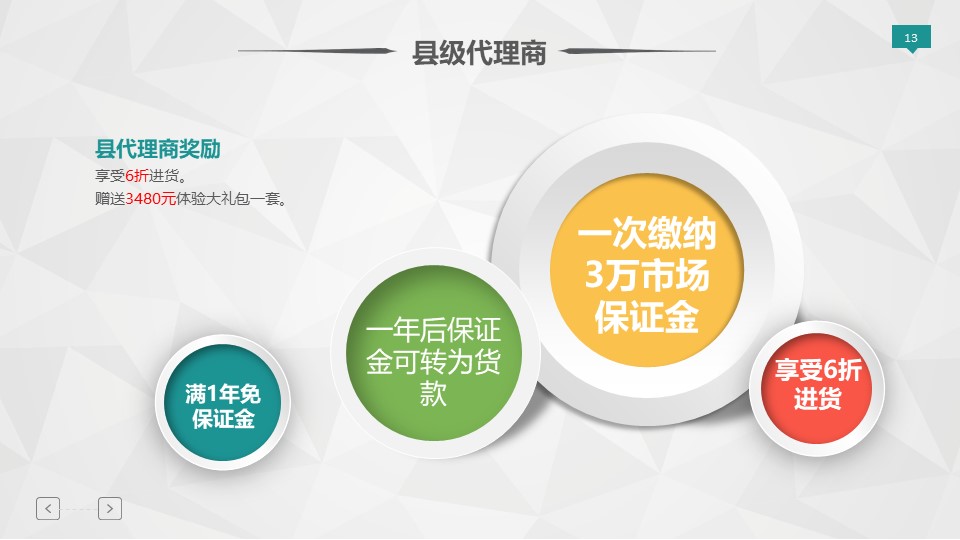 13
县级代理商
县代理商奖励
享受6折进货。
赠送3480元体验大礼包一套。
一次缴纳
3万市场
保证金
一年后保证
金可转为货
款
满1年免
保证金
享受6折
进货